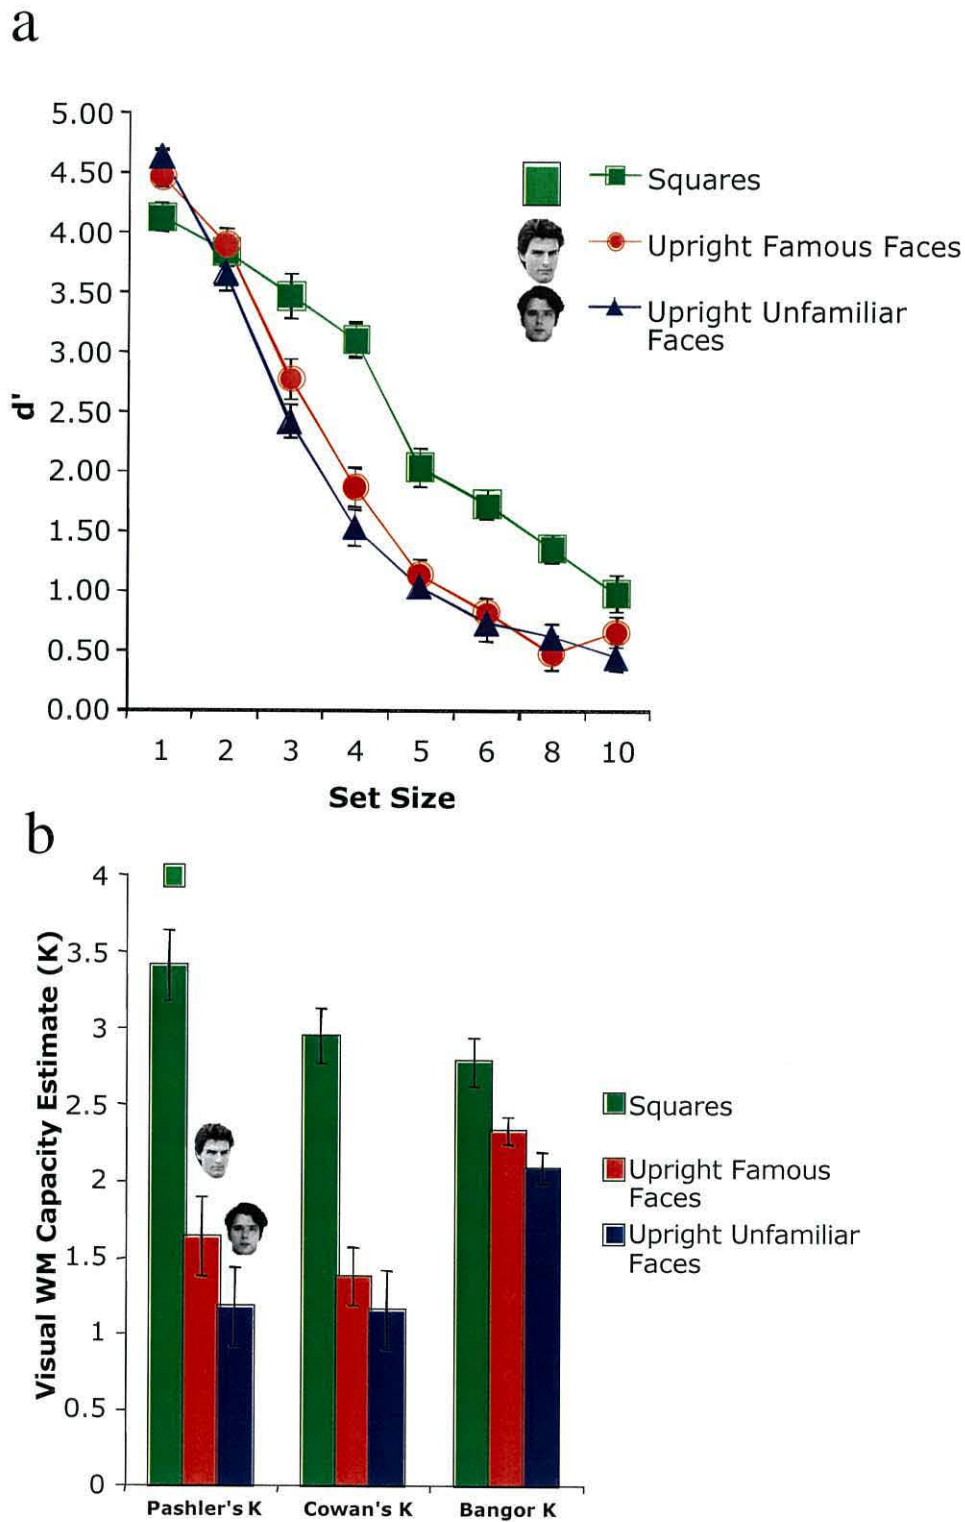 a
5.00
4.50
4.00
3.50
3.00
2.50
2.00
1.50
1.00
0.50
0.00
d'
1 2 3 4 5 6 8 10
Set Size
Squares
Upright Famous Faces
Upright Unfamiliar
Faces
b
4
3.5
3
2.5
2
1.5
1
0.5
0
Visual WM Capacity Estimate (K)
Pashler's K Cowan's K Bangor K
Squares
Upright Famous
Faces
Upright Unfamiliar
Faces